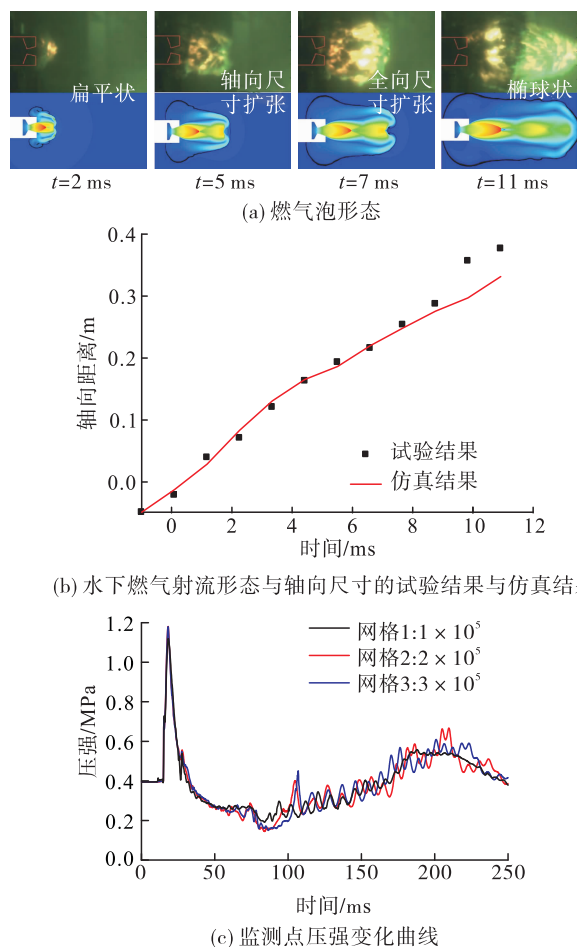 扁平状
轴向尺
寸扩张
全向尺
寸扩张
椭球状
t=2 ms
t=5 ms
t=7 ms
t=11 ms
(a) 燃气泡形态
0.4
0.3
0.2
0.1
0.0
轴向距离/m
试验结果
仿真结果
0
2
4
6
8
10
12
时间/ms
(b) 水下燃气射流形态与轴向尺寸的试验结果与仿真结
1.2
1.0
0.8
0.6
0.4
0.2
0.0
压强/MPa
网格1:1 × 10⁵
网格2:2 × 10⁵
网格3:3 × 10⁵
0
50
100
150
200
250
时间/ms
(c) 监测点压强变化曲线